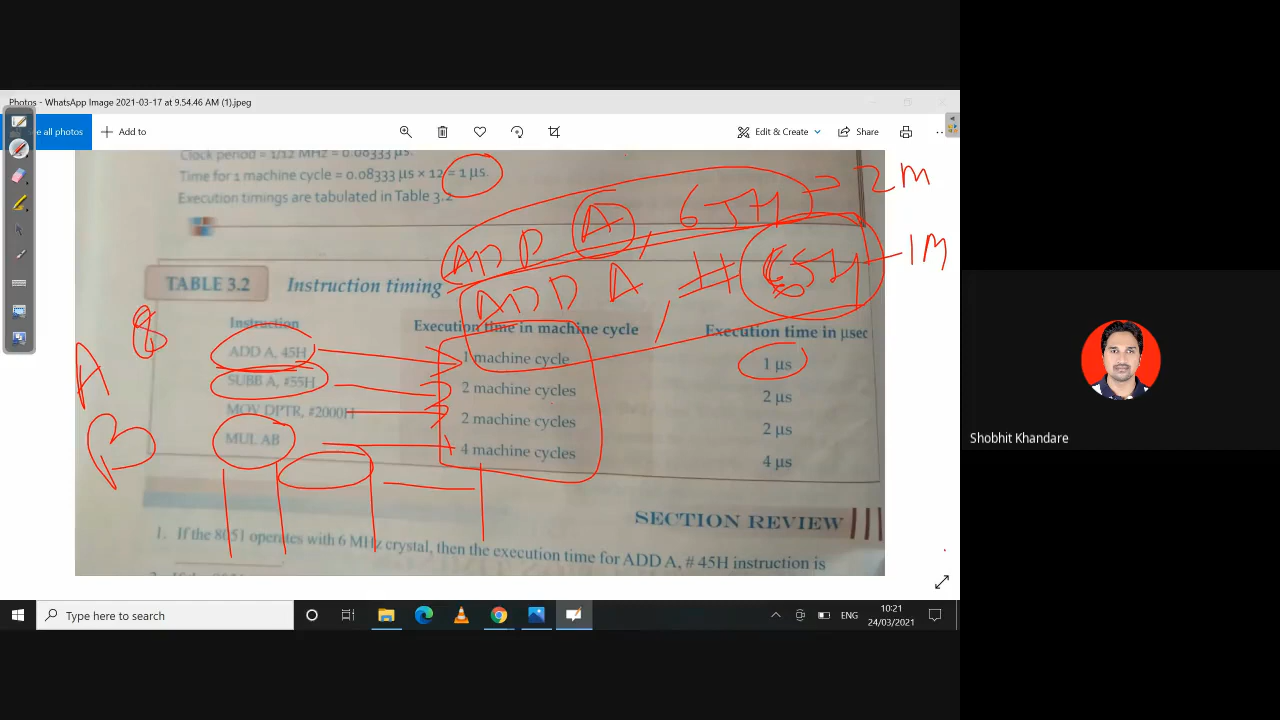 Photos - WhatsApp Image 2021-03-17 at 9.54.46 AM (1).jpeg
all photos
Add to
Edit & Create
Share
Clock period = 1/12 MHz = 0.08333 µs.
Time for 1 machine cycle = 0.08333 µs × 12 = 1 µs.
Execution timings are tabulated in Table 3.2
ADD A, 65H 2M
ADD A, # 65H 1M
TABLE 3.2 Instruction timing
Instruction Execution time in machine cycle Execution time in µsec
ADD A, 45H 1 machine cycle 1 µs
SUBB A, #55H 2 machine cycles 2 µs
MOV DPTR, #2000H 2 machine cycles 2 µs
MUL AB 4 machine cycles 4 µs
A
B
SECTION REVIEW
1. If the 8051 operates with 6 MHz crystal, then the execution time for ADD A, # 45H instruction is
Shobhit Khandare
Type here to search
ENG
10:21
24/03/2021